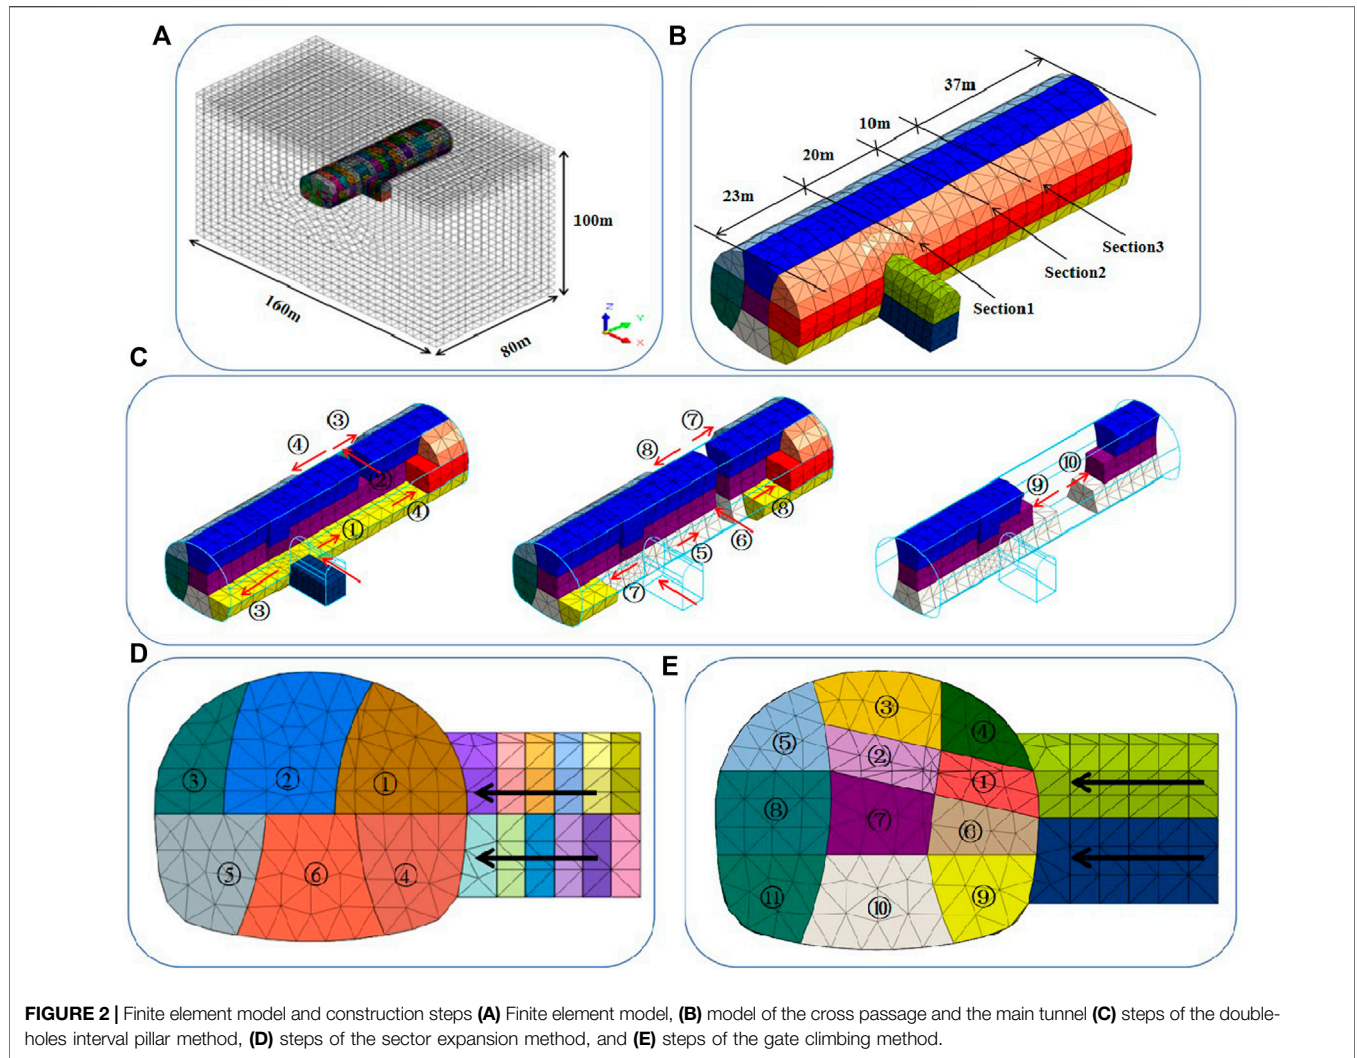 A
100m
160m
80m
Z
Y
X
B
37m
10m
20m
23m
Section3
Section2
Section1
C
③
④
②
④
①
③
⑦
⑧
⑧
⑥
⑤
⑦
⑩
⑨
D
③
②
①
⑤
⑥
④
E
③
④
⑤
②
①
⑧
⑦
⑥
⑪
⑩
⑨
FIGURE 2 | Finite element model and construction steps (A) Finite element model, (B) model of the cross passage and the main tunnel (C) steps of the double-
holes interval pillar method, (D) steps of the sector expansion method, and (E) steps of the gate climbing method.